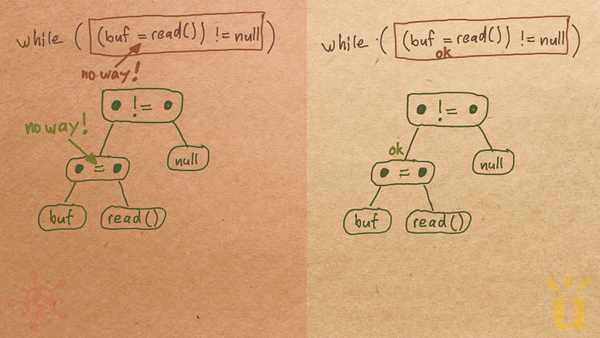 while ( (buf = read()) != null )
no way!
no way!
!=
null
=
buf
read()
while ( (buf = read()) != null )
ok
!=
ok
null
=
buf
read()
u